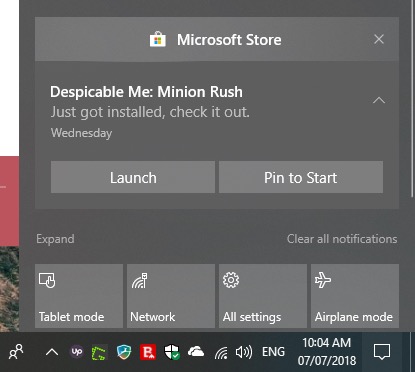 Microsoft Store
Despicable Me: Minion Rush
Just got installed, check it out.
Wednesday
Launch
Pin to Start
Expand
Clear all notifications
Tablet mode
Network
All settings
Airplane mode
Up
B
ENG
10:04 AM
07/07/2018